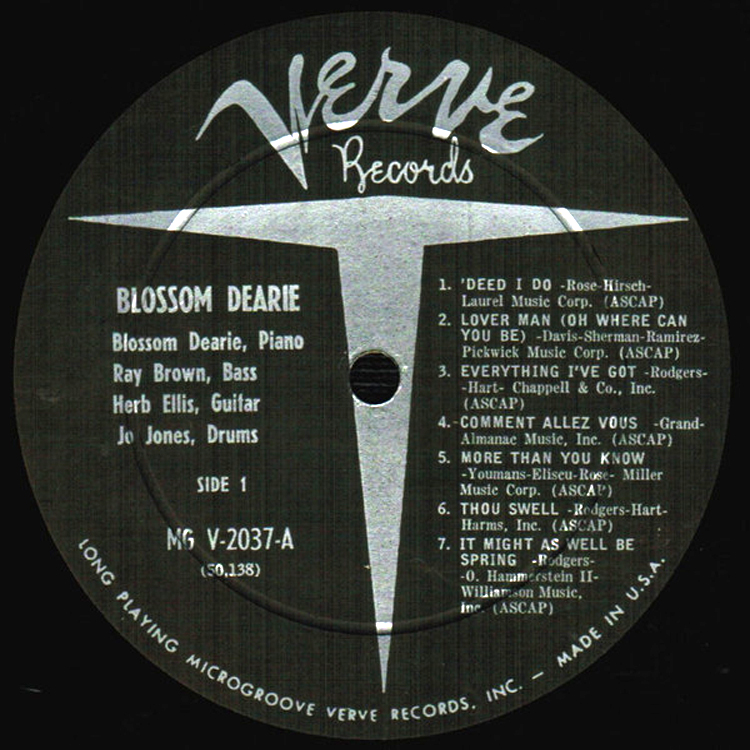 Verve
Records
BLOSSOM DEARIE
Blossom Dearie, Piano
Ray Brown, Bass
Herb Ellis, Guitar
Jo Jones, Drums
SIDE 1
MG V-2037-A
(50,138)
1. 'DEED I DO -Rose-Hirsch-
Laurel Music Corp. (ASCAP)
2. LOVER MAN (OH WHERE CAN
YOU BE) -Davis-Sherman-Ramirez-
Pickwick Music Corp. (ASCAP)
3. EVERYTHING I'VE GOT -Rodgers-
-Hart- Chappell & Co., Inc.
(ASCAP)
4.-COMMENT ALLEZ VOUS -Grand-
Almanac Music, Inc. (ASCAP)
5. MORE THAN YOU KNOW
-Youmans-Eliseu-Rose- Miller
Music Corp. (ASCAP)
6. THOU SWELL -Rodgers-Hart-
Harms, Inc. (ASCAP)
7. IT MIGHT AS WELL BE
SPRING -Rodgers-
-O. Hammerstein II-
Williamson Music,
Inc. (ASCAP)
LONG PLAYING MICROGROOVE VERVE RECORDS, INC. — MADE IN U.S.A.